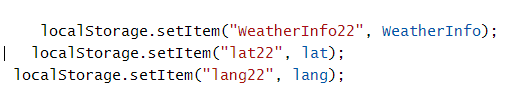 localStorage.setItem("WeatherInfo22", WeatherInfo);
localStorage.setItem("lat22", lat);
localStorage.setItem("lang22", lang);